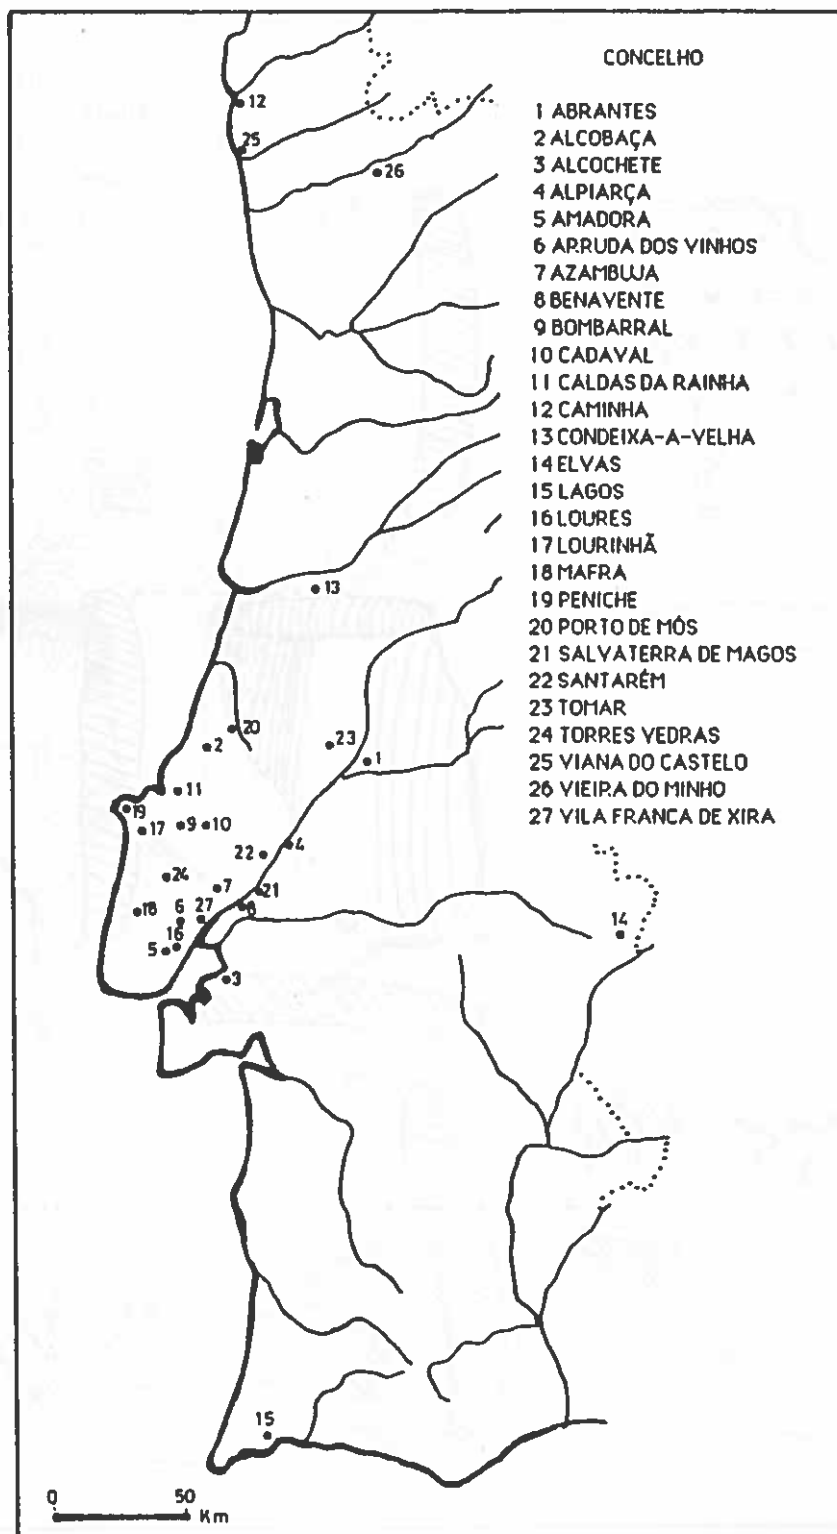 CONCELHO
1 ABRANTES
2 ALCOBAÇA
3 ALCOCHETE
4 ALPIARÇA
5 AMADORA
6 ARRUDA DOS VINHOS
7 AZAMBUJA
8 BENAVENTE
9 BOMBARRAL
10 CADAVAL
11 CALDAS DA RAINHA
12 CAMINHA
13 CONDEIXA-A-VELHA
14 ELVAS
15 LAGOS
16 LOURES
17 LOURINHÃ
18 MAFRA
19 PENICHE
20 PORTO DE MÓS
21 SALVATERRA DE MAGOS
22 SANTARÉM
23 TOMAR
24 TORRES VEDRAS
25 VIANA DO CASTELO
26 VIEIRA DO MINHO
27 VILA FRANCA DE XIRA
12
25
26
13
20
2
23
1
11
19
17
9
10
4
22
24
7
21
18
6
27
8
14
16
5
3
15
0 50
Km